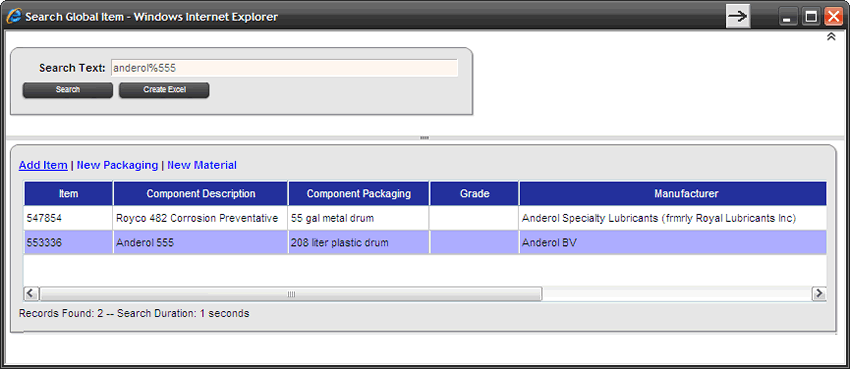 Search Global Item - Windows Internet Explorer
Search Text: anderol%555
Search Create Excel
Add Item | New Packaging | New Material
Item Component Description Component Packaging Grade Manufacturer
547854 Royco 482 Corrosion Preventative 55 gal metal drum Anderol Specialty Lubricants (frmrly Royal Lubricants Inc)
553336 Anderol 555 208 liter plastic drum Anderol BV
Records Found: 2 -- Search Duration: 1 seconds